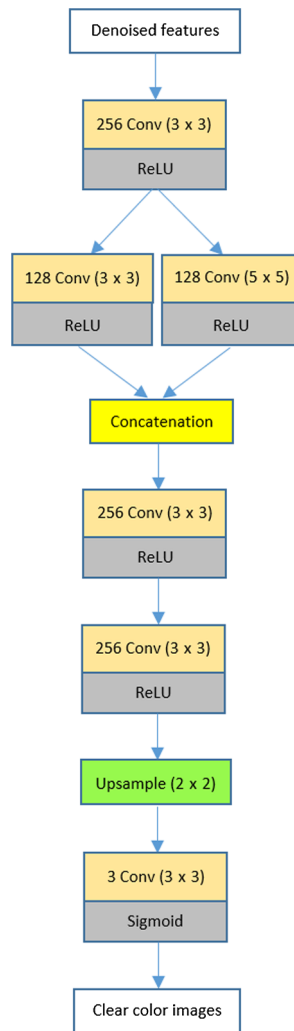 Denoised features
256 Conv (3 x 3)
ReLU
128 Conv (3 x 3)
ReLU
128 Conv (5 x 5)
ReLU
Concatenation
256 Conv (3 x 3)
ReLU
256 Conv (3 x 3)
ReLU
Upsample (2 x 2)
3 Conv (3 x 3)
Sigmoid
Clear color images